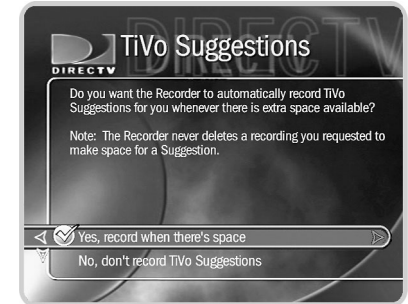 DIRECTV
TiVo Suggestions
DIRECTV
Do you want the Recorder to automatically record TiVo
Suggestions for you whenever there is extra space available?
Note: The Recorder never deletes a recording you requested to
make space for a Suggestion.
Yes, record when there's space
No, don't record TiVo Suggestions